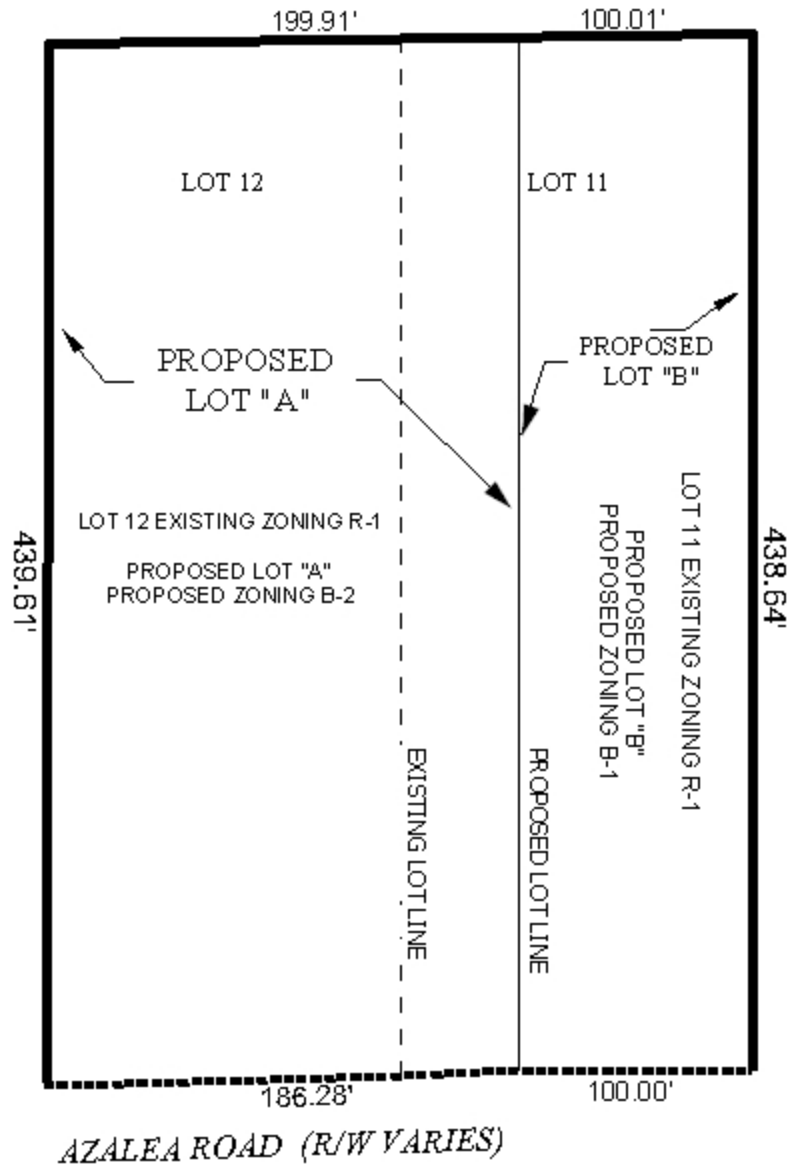 199.91'
100.01'
LOT 12
LOT 11
PROPOSED
LOT "A"
PROPOSED
LOT "B"
LOT 12 EXISTING ZONING R-1
PROPOSED LOT "A"
PROPOSED ZONING B-2
LOT 11 EXISTING ZONING R-1
PROPOSED LOT "B"
PROPOSED ZONING B-1
439.61'
438.64'
EXISTING LOT LINE
PROPOSED LOT LINE
186.28'
100.00'
AZALEA ROAD (R/W VARIES)